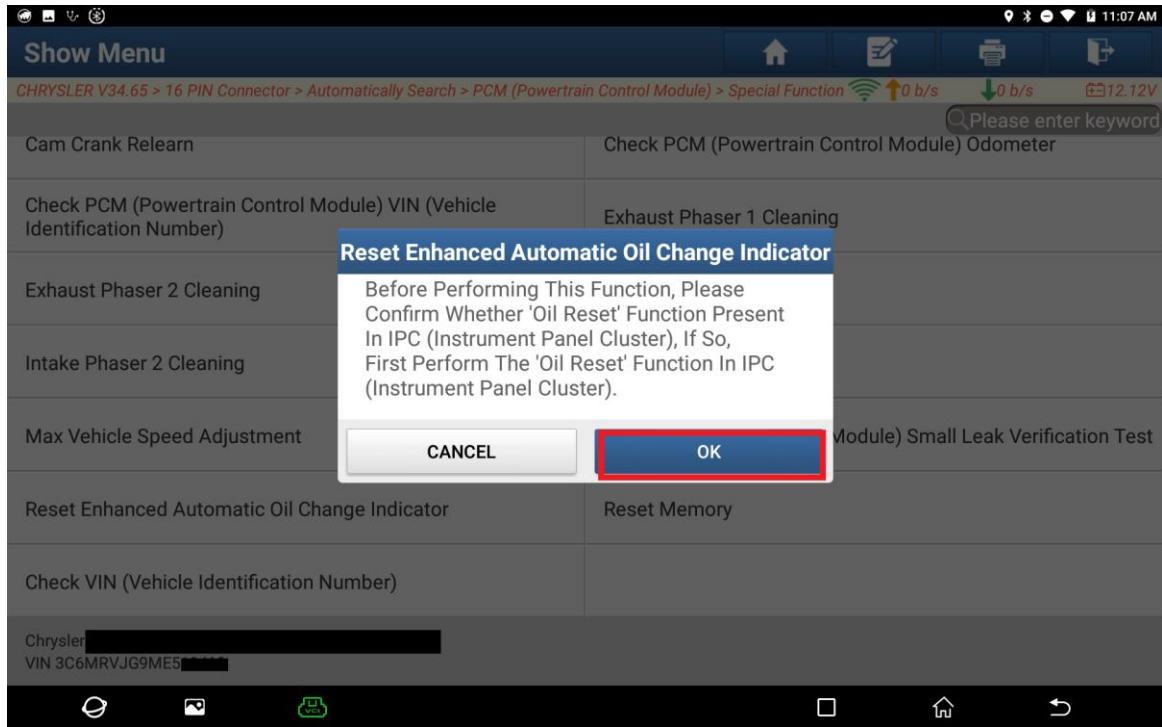 11:07 AM
Show Menu
CHRYSLER V34.65 > 16 PIN Connector > Automatically Search > PCM (Powertrain Control Module) > Special Function 0 b/s 0 b/s 12.12V
Please enter keyword
Cam Crank Relearn
Check PCM (Powertrain Control Module) Odometer
Check PCM (Powertrain Control Module) VIN (Vehicle
Identification Number)
Exhaust Phaser 1 Cleaning
Reset Enhanced Automatic Oil Change Indicator
Before Performing This Function, Please
Confirm Whether 'Oil Reset' Function Present
In IPC (Instrument Panel Cluster), If So,
First Perform The 'Oil Reset' Function In IPC
(Instrument Panel Cluster).
CANCEL
OK
Exhaust Phaser 2 Cleaning
Intake Phaser 2 Cleaning
Max Vehicle Speed Adjustment
Module) Small Leak Verification Test
Reset Enhanced Automatic Oil Change Indicator
Reset Memory
Check VIN (Vehicle Identification Number)
Chrysler
VIN 3C6MRVJG9ME5
VCI